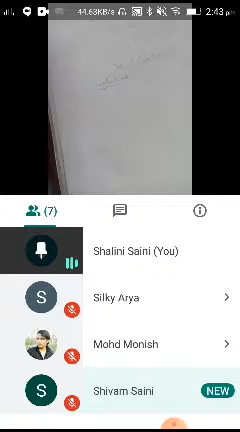 44.63KB/s 2:43 pm
(7)
Shalini Saini (You)
S Silky Arya
Mohd Monish
S Shivam Saini NEW